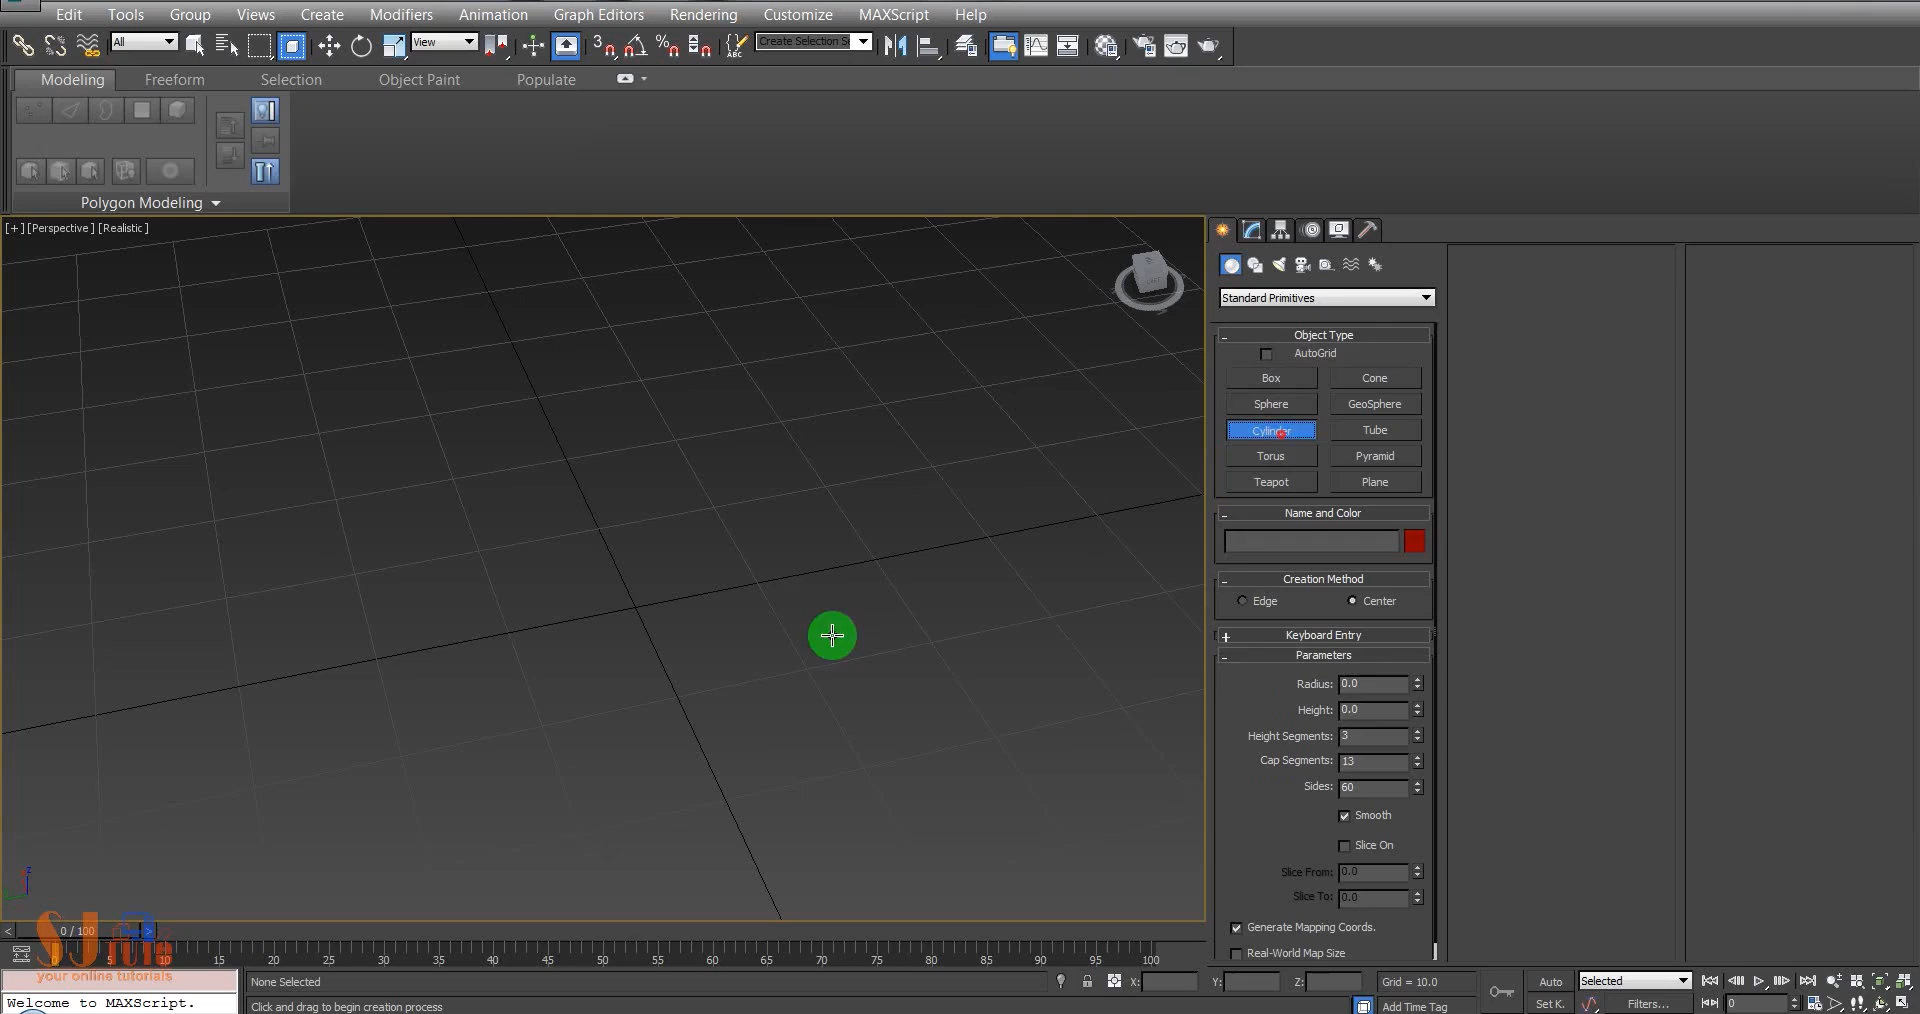 Edit Tools Group Views Create Modifiers Animation Graph Editors Rendering Customize MAXScript Help
All View Create Selection Se
Modeling Freeform Selection Object Paint Populate
Polygon Modeling
[+] [Perspective] [Realistic]
Standard Primitives
Object Type
AutoGrid
Box Cone
Sphere GeoSphere
Cylinder Tube
Torus Pyramid
Teapot Plane
Name and Color
Creation Method
Edge Center
Keyboard Entry
Parameters
Radius: 0.0
Height: 0.0
Height Segments: 3
Cap Segments: 13
Sides: 60
Smooth
Slice On
Slice From: 0.0
Slice To: 0.0
Generate Mapping Coords.
Real-World Map Size
0 / 100
5 10 15 20 25 30 35 40 45 50 55 60 65 70 75 80 85 90 95 100
your online tutorials
None Selected X: Y: Z: Grid = 10.0 Auto Selected
Welcome to MAXScript. Click and drag to begin creation process Add Time Tag Set K. Filters... 0